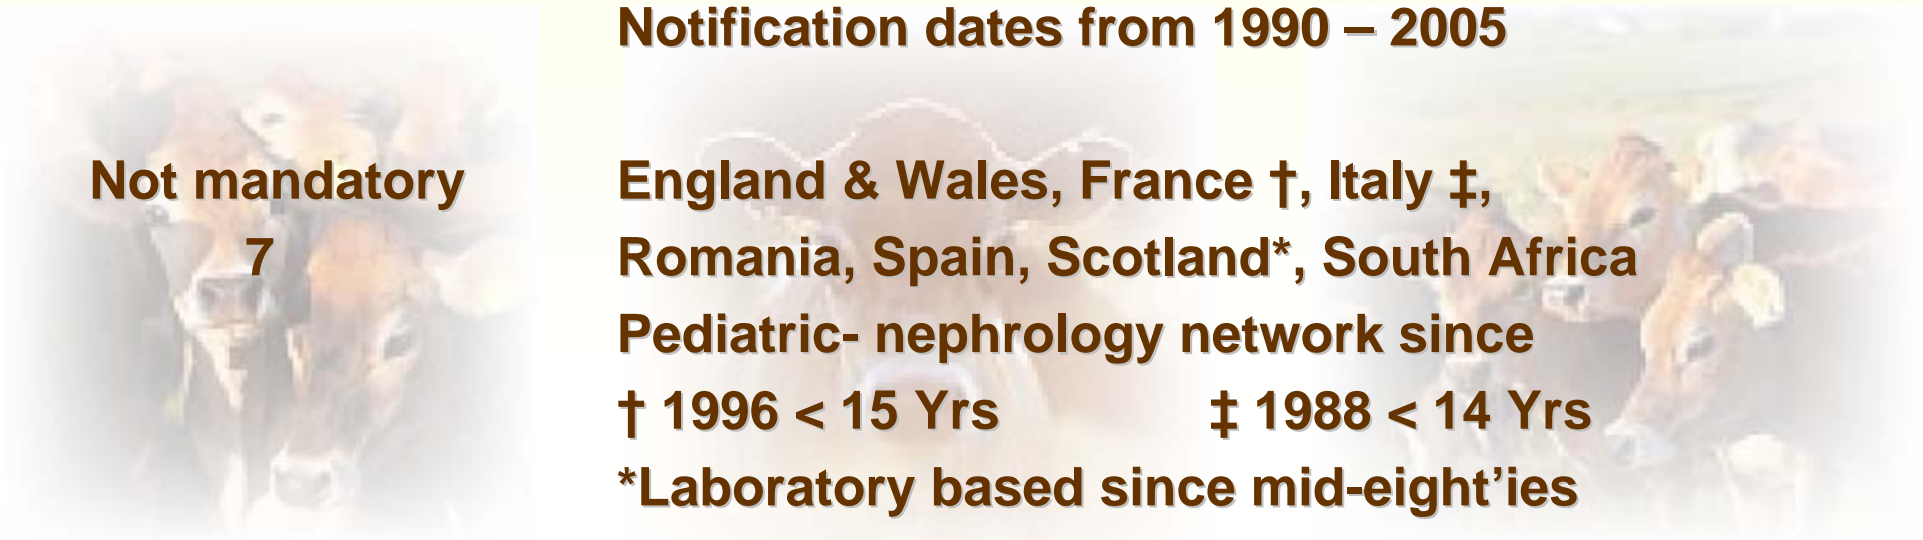 Notification dates from 1990 – 2005
Not mandatory
7
England & Wales, France †, Italy ‡,
Romania, Spain, Scotland*, South Africa
Pediatric- nephrology network since
† 1996 < 15 Yrs ‡ 1988 < 14 Yrs
*Laboratory based since mid-eight’ies